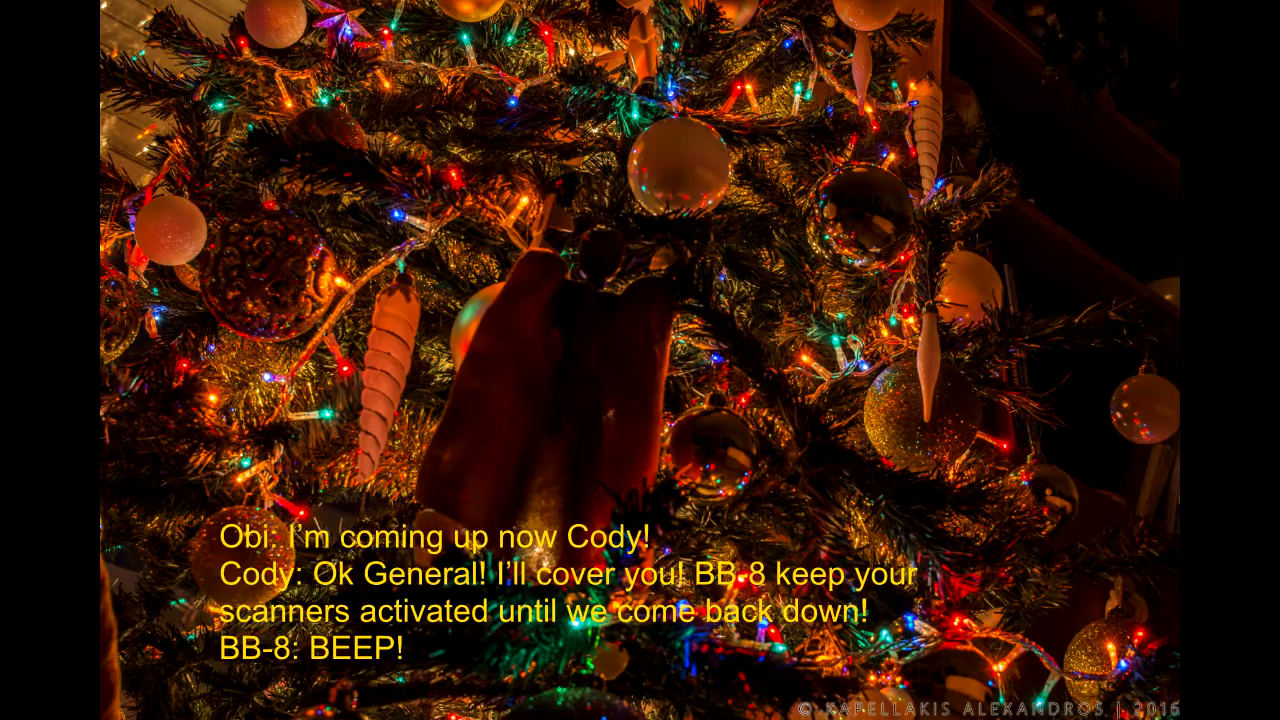 Obi: I'm coming up now Cody!
Cody: Ok General! I'll cover you! BB-8 keep your
scanners activated until we come back down!
BB-8: BEEP!
© KAPELLAKIS ALEXANDROS | 2016